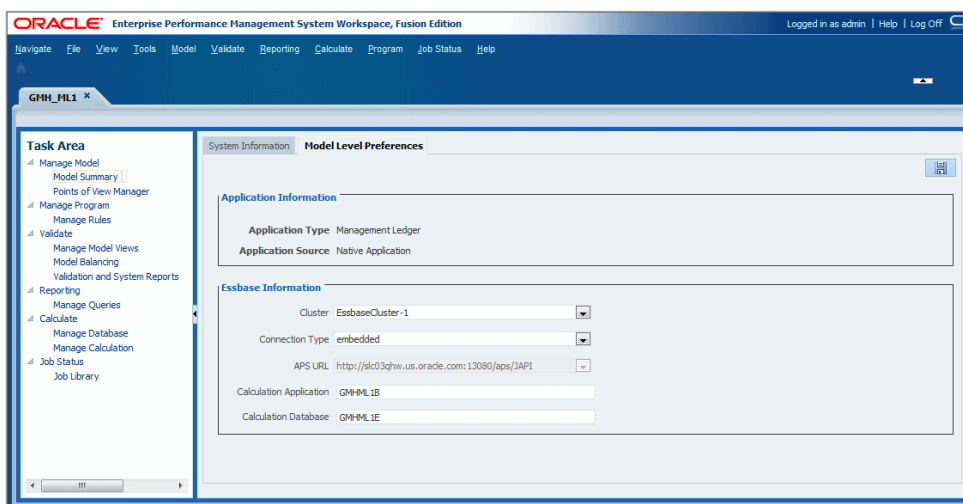 ORACLE® Enterprise Performance Management System Workspace, Fusion Edition Logged in as admin | Help | Log Off
Navigate File View Tools Model Validate Reporting Calculate Program Job Status Help
GMH_ML1 ×
Task Area
Manage Model
Model Summary
Points of View Manager
Manage Program
Manage Rules
Validate
Manage Model Views
Model Balancing
Validation and System Reports
Reporting
Manage Queries
Calculate
Manage Database
Manage Calculation
Job Status
Job Library
System Information Model Level Preferences
Application Information
Application Type Management Ledger
Application Source Native Application
Essbase Information
Cluster EssbaseCluster-1
Connection Type embedded
APS URL http://slc03qhw.us.oracle.com:13080/aps/JAPI
Calculation Application GMHML1B
Calculation Database GMHML1E